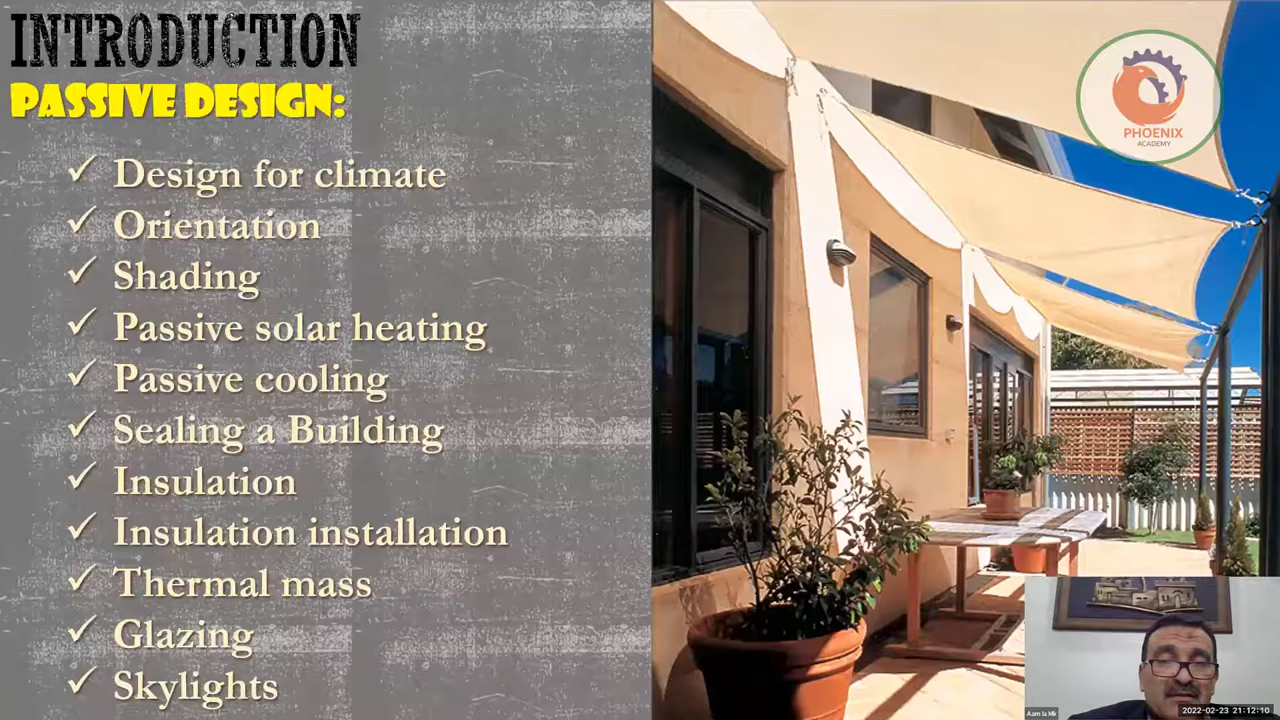 INTRODUCTION
PASSIVE DESIGN:
✓ Design for climate
✓ Orientation
✓ Shading
✓ Passive solar heating
✓ Passive cooling
✓ Sealing a Building
✓ Insulation
✓ Insulation installation
✓ Thermal mass
✓ Glazing
✓ Skylights
PHOENIX
ACADEMY
2022-02-23 21:12:10